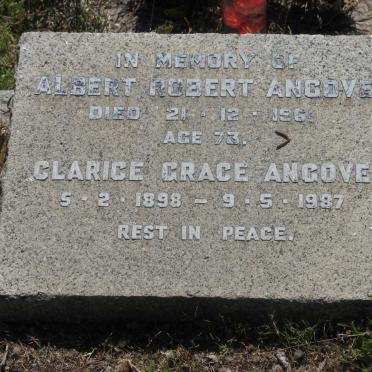 IN MEMORY OF
ALBERT ROBERT ANGOVE
DIED 21 - 12 - 196
AGE 73.
CLARICE GRACE ANGOVE
5 - 2 - 1898 - 9 - 5 - 1987
REST IN PEACE.